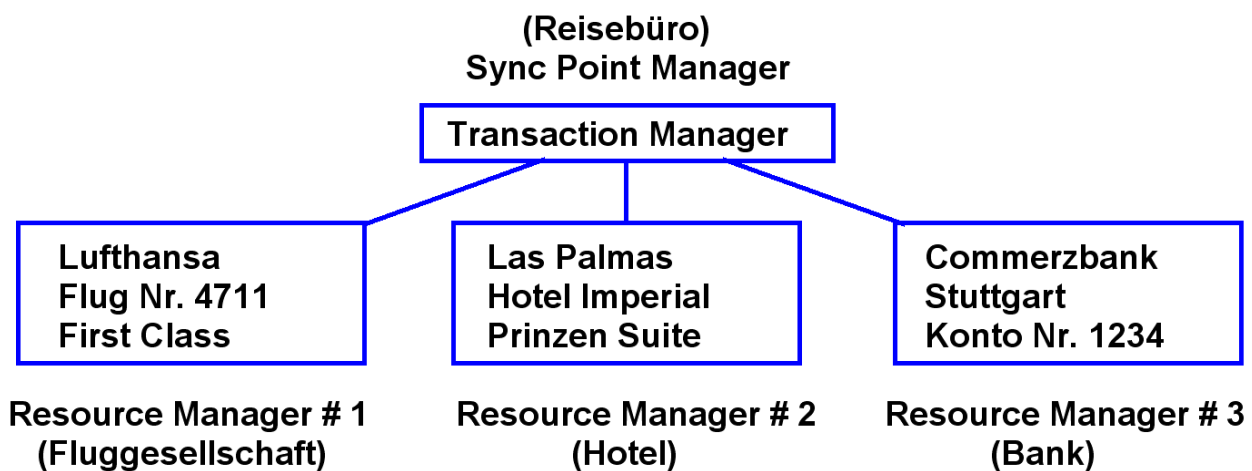 (Reisebüro)
Sync Point Manager
Transaction Manager
Lufthansa
Flug Nr. 4711
First Class
Las Palmas
Hotel Imperial
Prinzen Suite
Commerzbank
Stuttgart
Konto Nr. 1234
Resource Manager # 1
(Fluggesellschaft)
Resource Manager # 2
(Hotel)
Resource Manager # 3
(Bank)